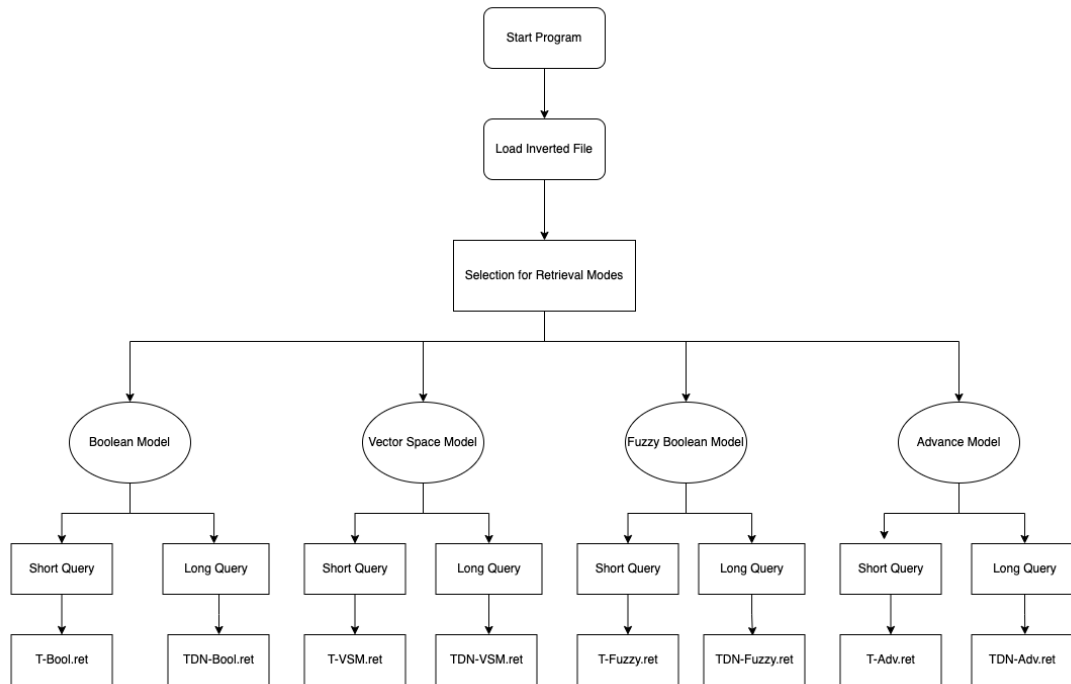 Start Program
Load Inverted File
Selection for Retrieval Modes
Boolean Model
Vector Space Model
Fuzzy Boolean Model
Advance Model
Short Query
Long Query
Short Query
Long Query
Short Query
Long Query
Short Query
Long Query
T-Bool.ret
TDN-Bool.ret
T-VSM.ret
TDN-VSM.ret
T-Fuzzy.ret
TDN-Fuzzy.ret
T-Adv.ret
TDN-Adv.ret